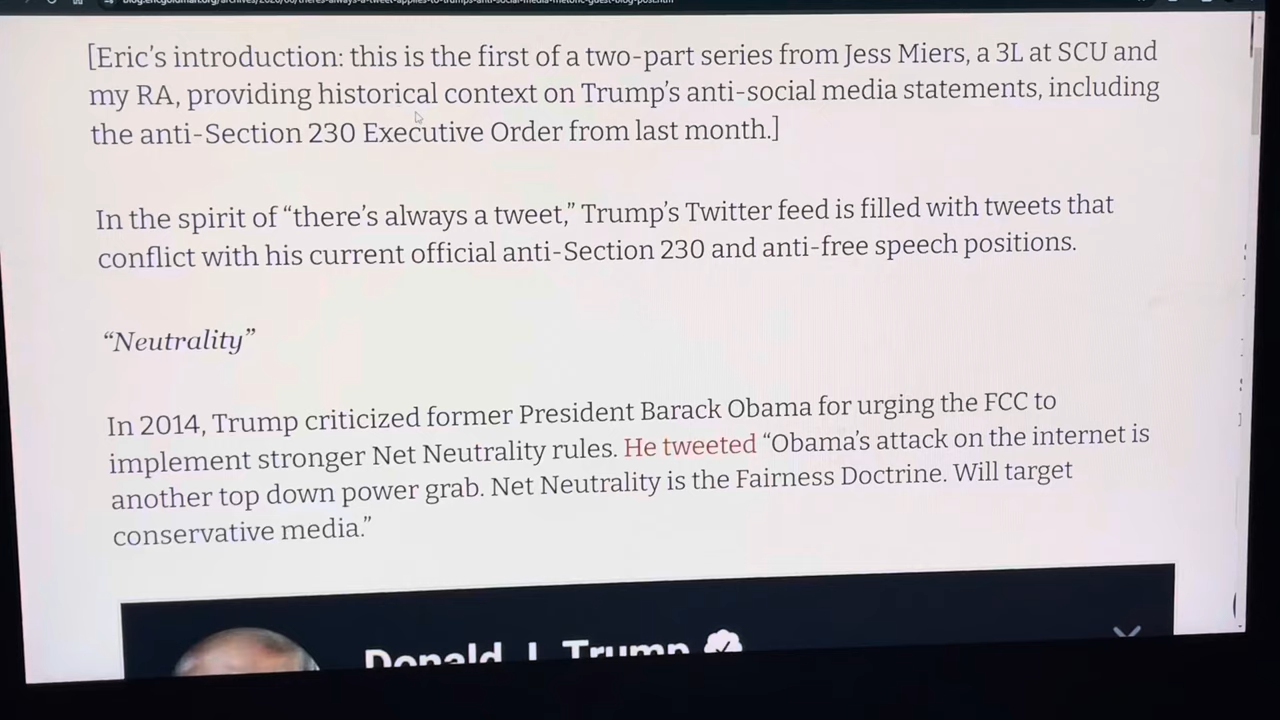 [Eric’s introduction: this is the first of a two-part series from Jess Miers, a 3L at SCU and
my RA, providing historical context on Trump’s anti-social media statements, including
the anti-Section 230 Executive Order from last month.]
In the spirit of “there’s always a tweet,” Trump’s Twitter feed is filled with tweets that
conflict with his current official anti-Section 230 and anti-free speech positions.
“Neutrality”
In 2014, Trump criticized former President Barack Obama for urging the FCC to
implement stronger Net Neutrality rules. He tweeted “Obama’s attack on the internet is
another top down power grab. Net Neutrality is the Fairness Doctrine. Will target
conservative media.”
Donald J. Trump